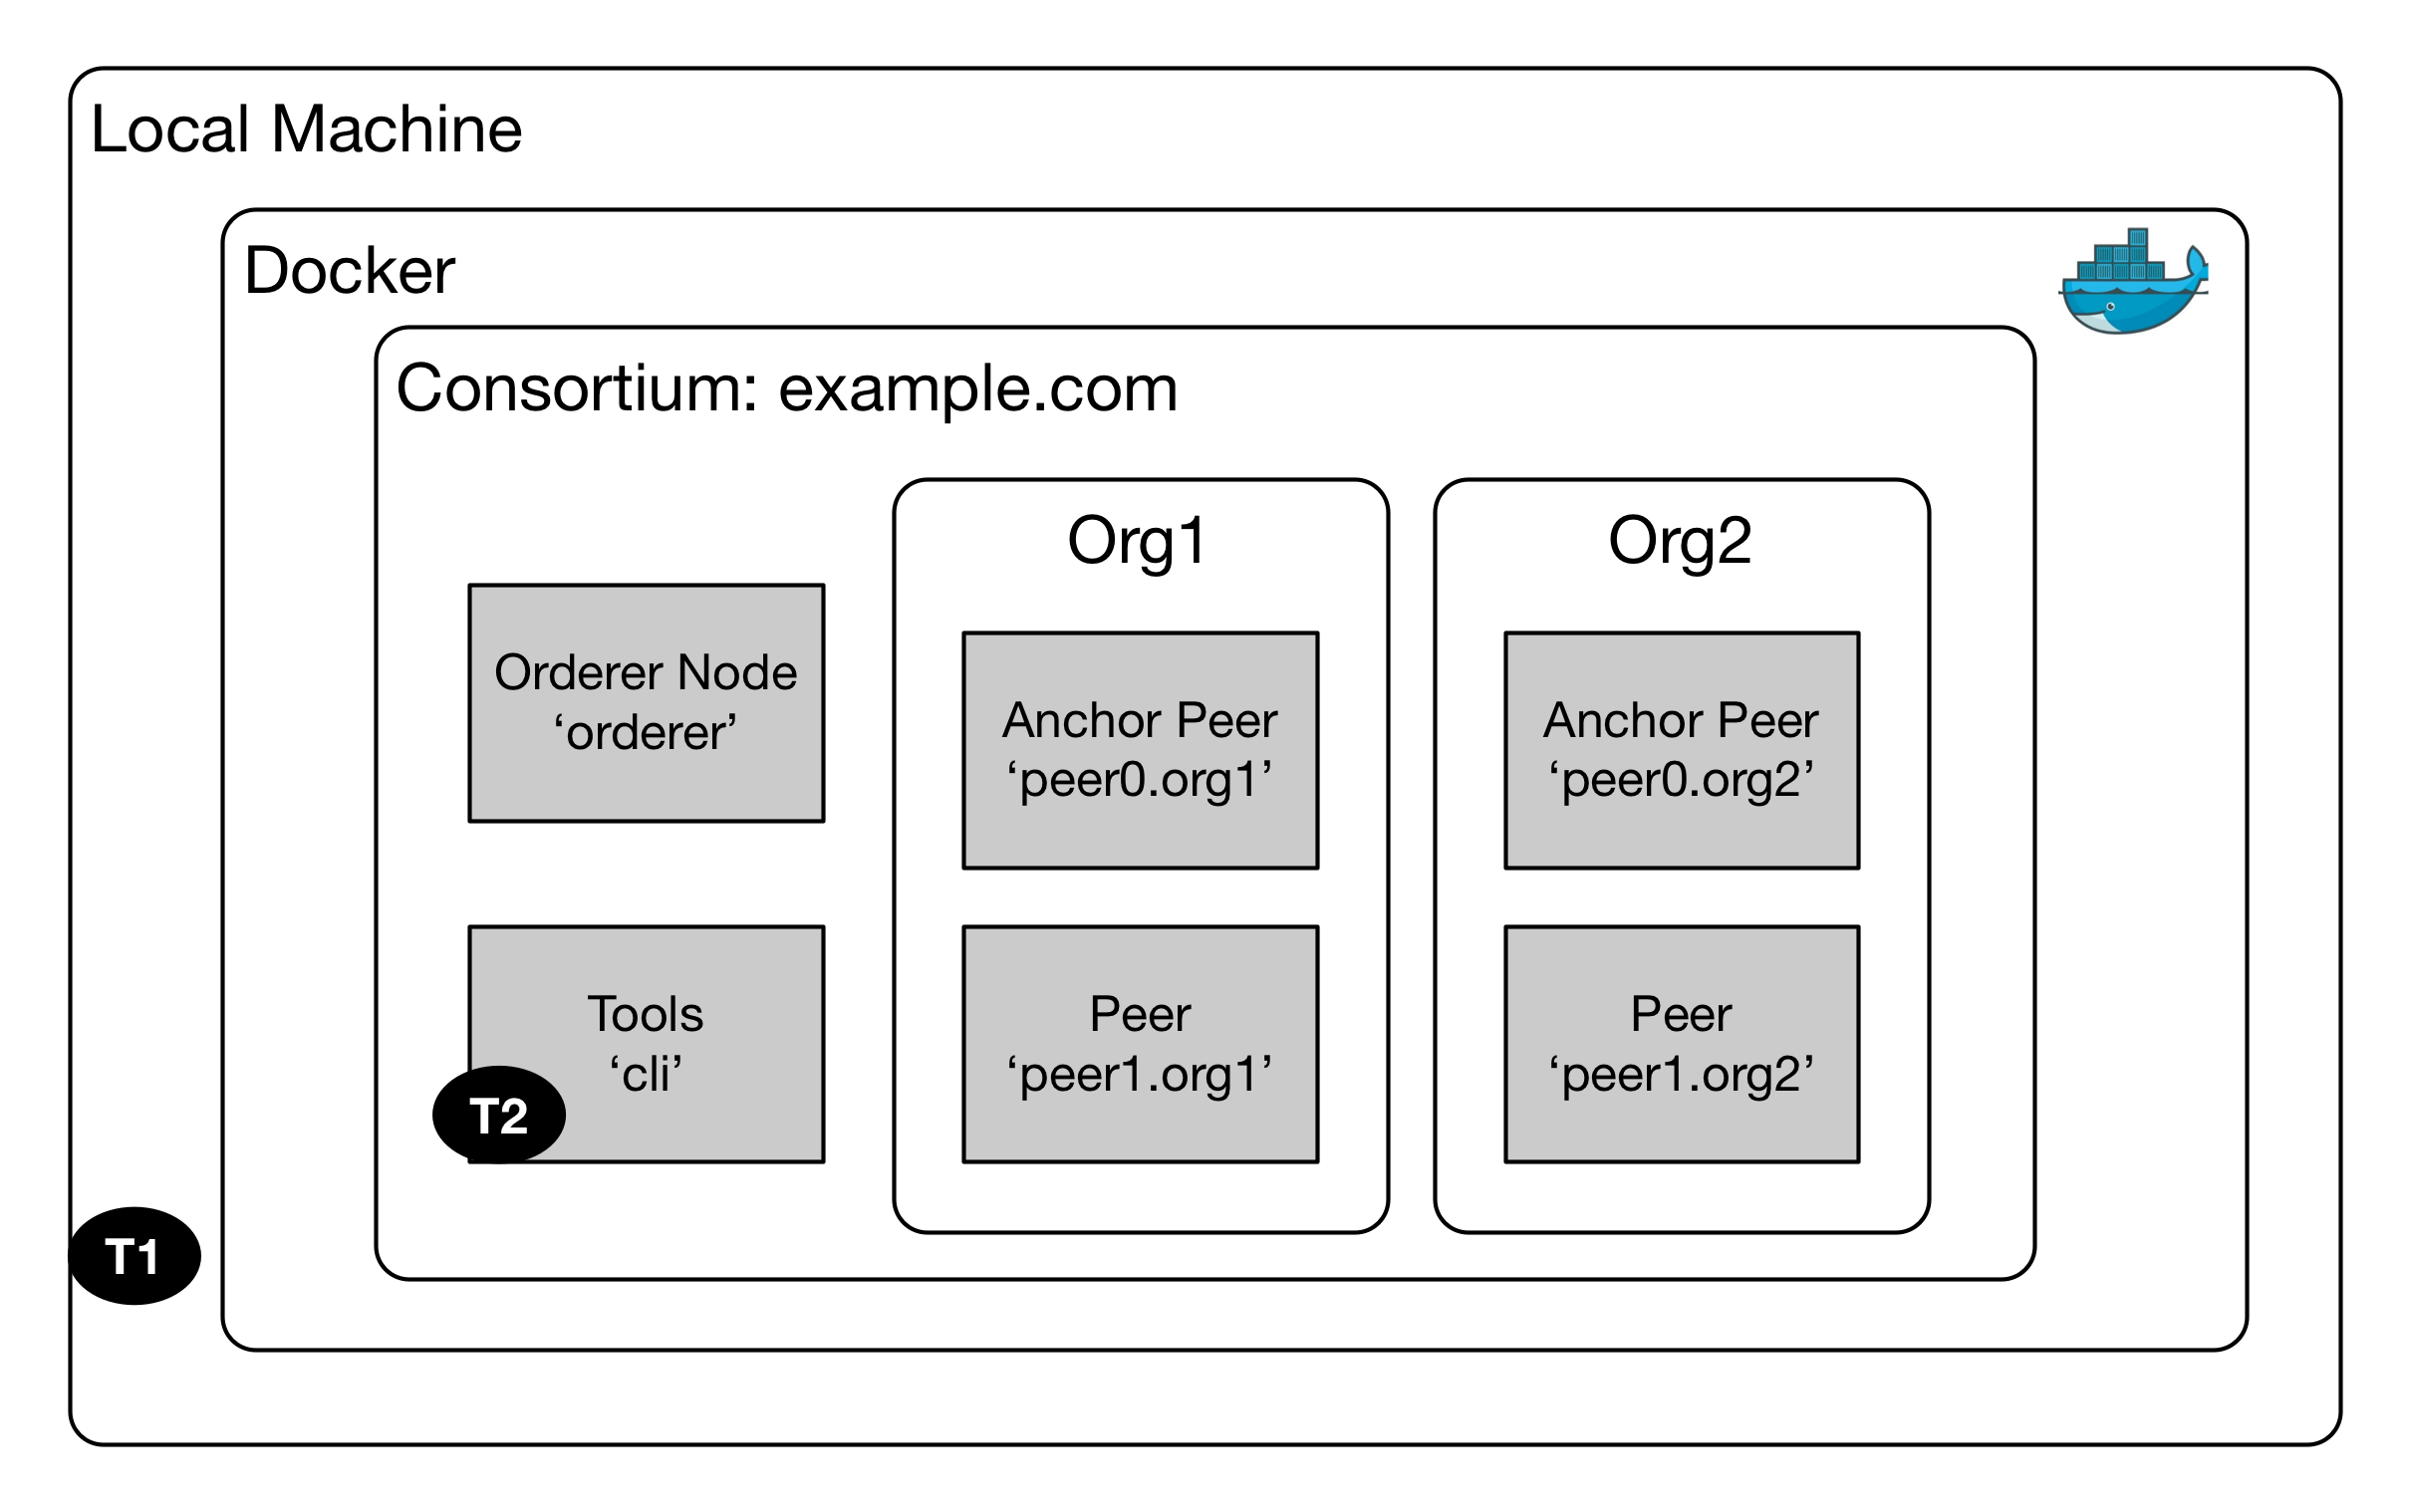 Local Machine
Docker
Consortium: example.com
Orderer Node
‘orderer’
Tools
‘cli’
T2
T1
Org1
Anchor Peer
‘peer0.org1’
Peer
‘peer1.org1’
Org2
Anchor Peer
‘peer0.org2’
Peer
‘peer1.org2’